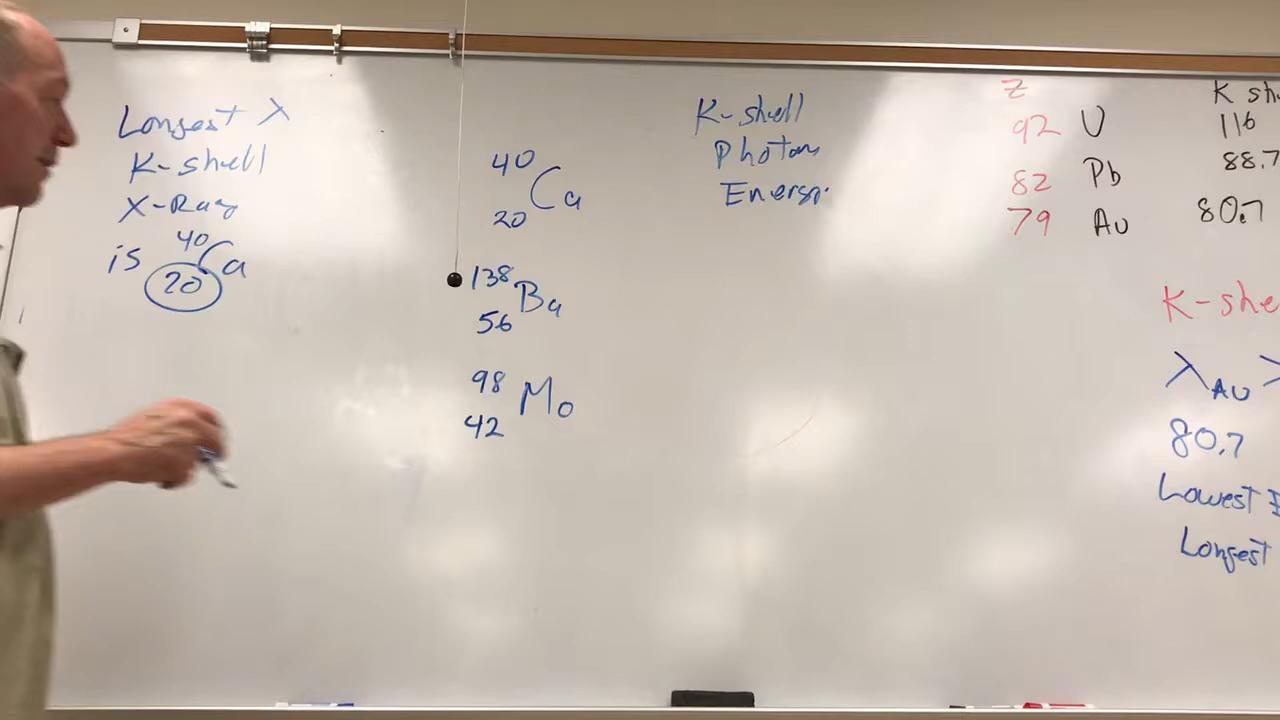 Longest λ
K-shell
X-Ray
is 40 20 Ca
40 20 Ca
138 56 Ba
98 42 Mo
K-shell
Photon
Energy
Z K she
92 U 116
82 Pb 88.7
79 Au 80.7
K-she
λAu >
80.7
Lowest E
Longest